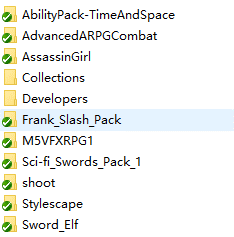 AbilityPack-TimeAndSpace
AdvancedARPGCombat
AssassinGirl
Collections
Developers
Frank_Slash_Pack
M5VFXRPG1
Sci-fi_Swords_Pack_1
shoot
Stylescape
Sword_Elf